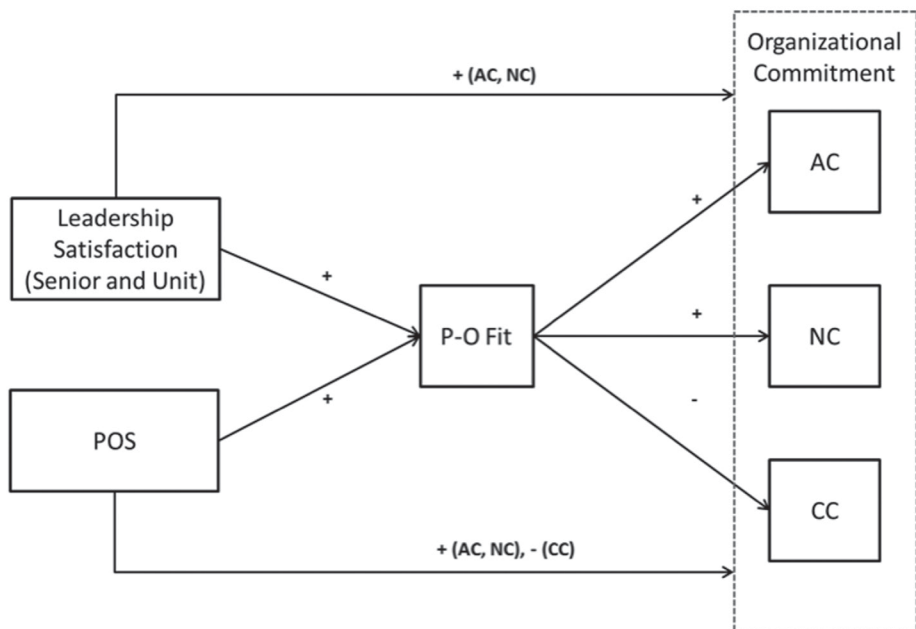 Organizational
Commitment
+ (AC, NC)
AC
+
Leadership
Satisfaction
(Senior and Unit)
+
P-O Fit
+
NC
+
-
POS
CC
+ (AC, NC), - (CC)